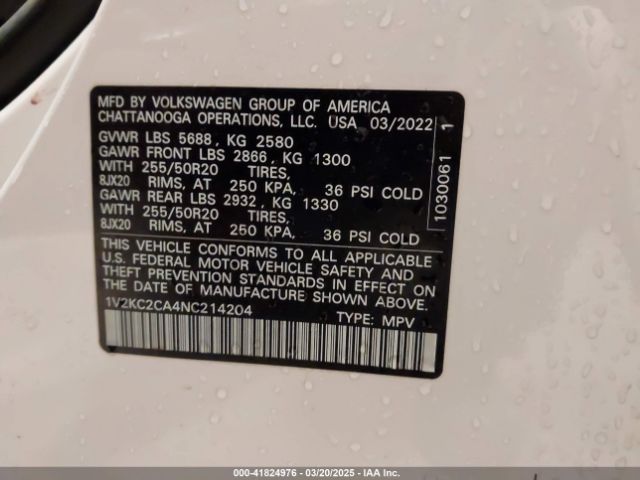 MFD BY VOLKSWAGEN GROUP OF AMERICA
CHATTANOOGA OPERATIONS, LLC. USA 03/2022
GVWR LBS 5688 , KG 2580
GAWR FRONT LBS 2866 , KG 1300
WITH 255/50R20 TIRES,
8JX20 RIMS, AT 250 KPA, 36 PSI COLD
GAWR REAR LBS 2932 , KG 1330
WITH 255/50R20 TIRES,
8JX20 RIMS, AT 250 KPA, 36 PSI COLD
THIS VEHICLE CONFORMS TO ALL APPLICABLE
U.S. FEDERAL MOTOR VEHICLE SAFETY AND
THEFT PREVENTION STANDARDS IN EFFECT ON
THE DATE OF MANUFACTURE SHOWN ABOVE.
1V2KC2CA4NC214204
TYPE: MPV
1030061 1
000-41824976 — 03/20/2025 — IAA Inc.